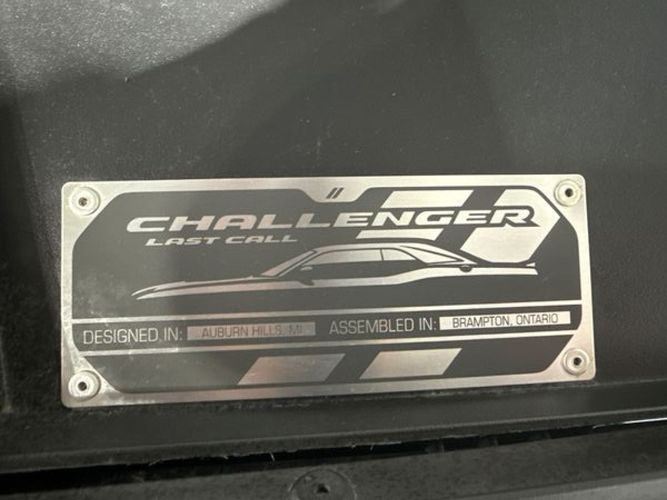 CHALLENGER
LAST CALL
DESIGNED IN: AUBURN HILLS, MI ASSEMBLED IN: BRAMPTON, ONTARIO